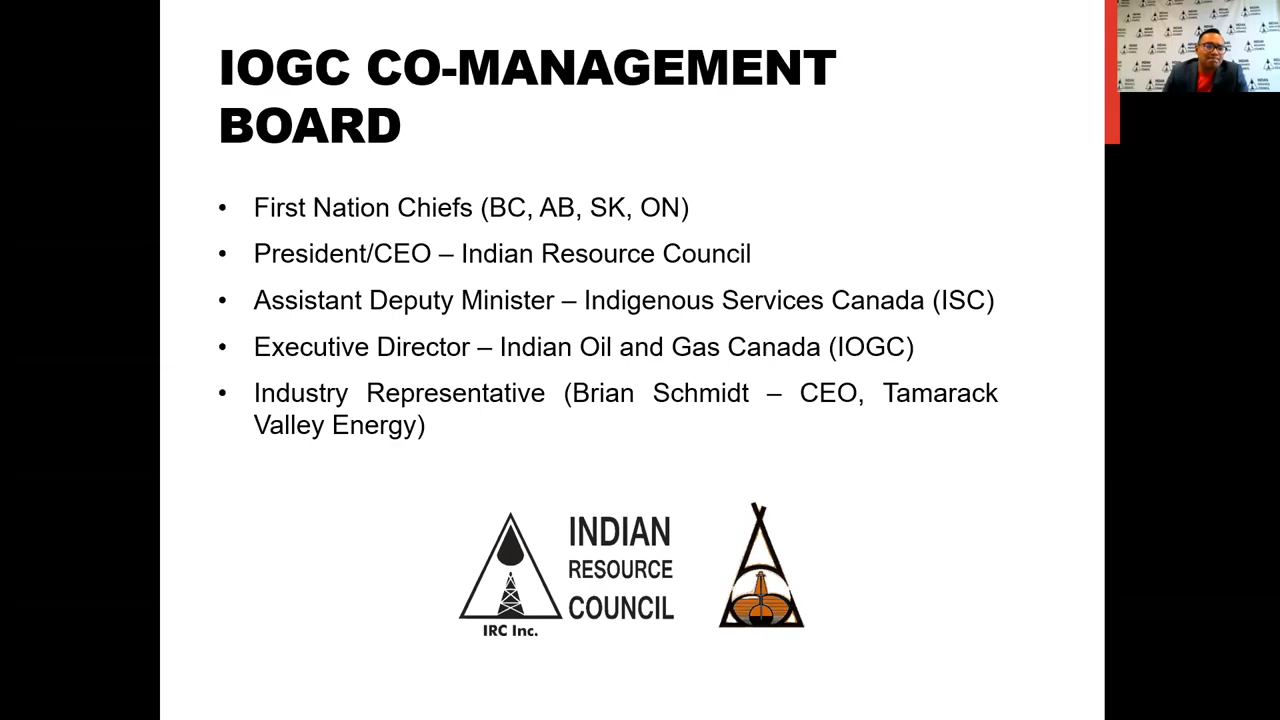 IOGC CO-MANAGEMENT
BOARD
• First Nation Chiefs (BC, AB, SK, ON)
• President/CEO – Indian Resource Council
• Assistant Deputy Minister – Indigenous Services Canada (ISC)
• Executive Director – Indian Oil and Gas Canada (IOGC)
• Industry Representative (Brian Schmidt – CEO, Tamarack
Valley Energy)
INDIAN
RESOURCE
COUNCIL
IRC Inc.